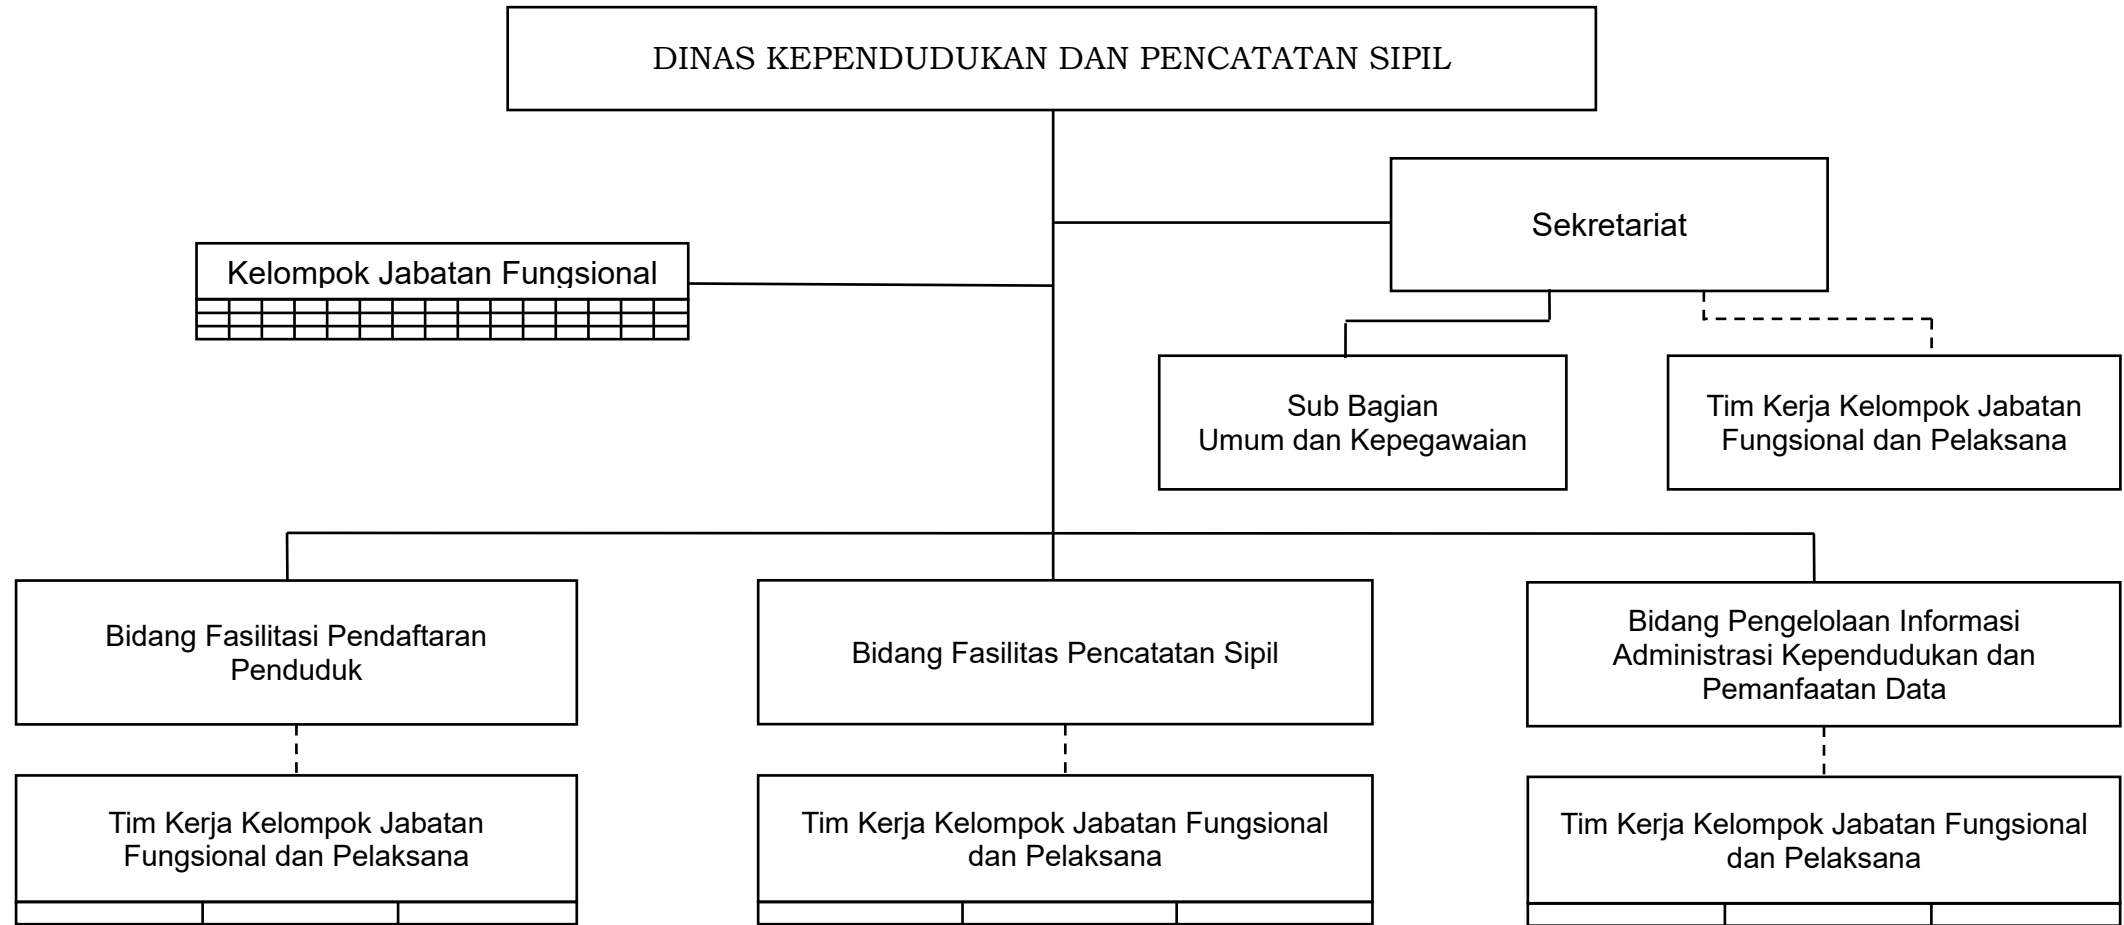 DINAS KEPENDUDUKAN DAN PENCATATAN SIPIL
Sekretariat
Kelompok Jabatan Fungsional
Sub Bagian
Umum dan Kepegawaian
Tim Kerja Kelompok Jabatan
Fungsional dan Pelaksana
Bidang Fasilitasi Pendaftaran
Penduduk
Bidang Fasilitas Pencatatan Sipil
Bidang Pengelolaan Informasi
Administrasi Kependudukan dan
Pemanfaatan Data
Tim Kerja Kelompok Jabatan
Fungsional dan Pelaksana
Tim Kerja Kelompok Jabatan Fungsional
dan Pelaksana
Tim Kerja Kelompok Jabatan Fungsional
dan Pelaksana